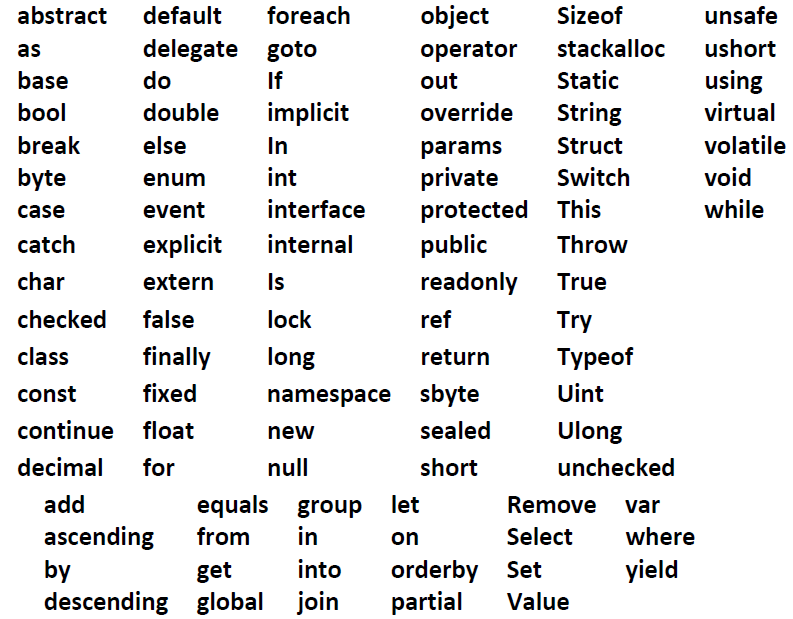 abstract default foreach object Sizeof unsafe
as delegate goto operator stackalloc ushort
base do If out Static using
bool double implicit override String virtual
break else In params Struct volatile
byte enum int private Switch void
case event interface protected This while
catch explicit internal public Throw
char extern Is readonly True
checked false lock ref Try
class finally long return Typeof
const fixed namespace sbyte Uint
continue float new sealed Ulong
decimal for null short unchecked
add equals group let Remove var
ascending from in on Select where
by get into orderby Set yield
descending global join partial Value